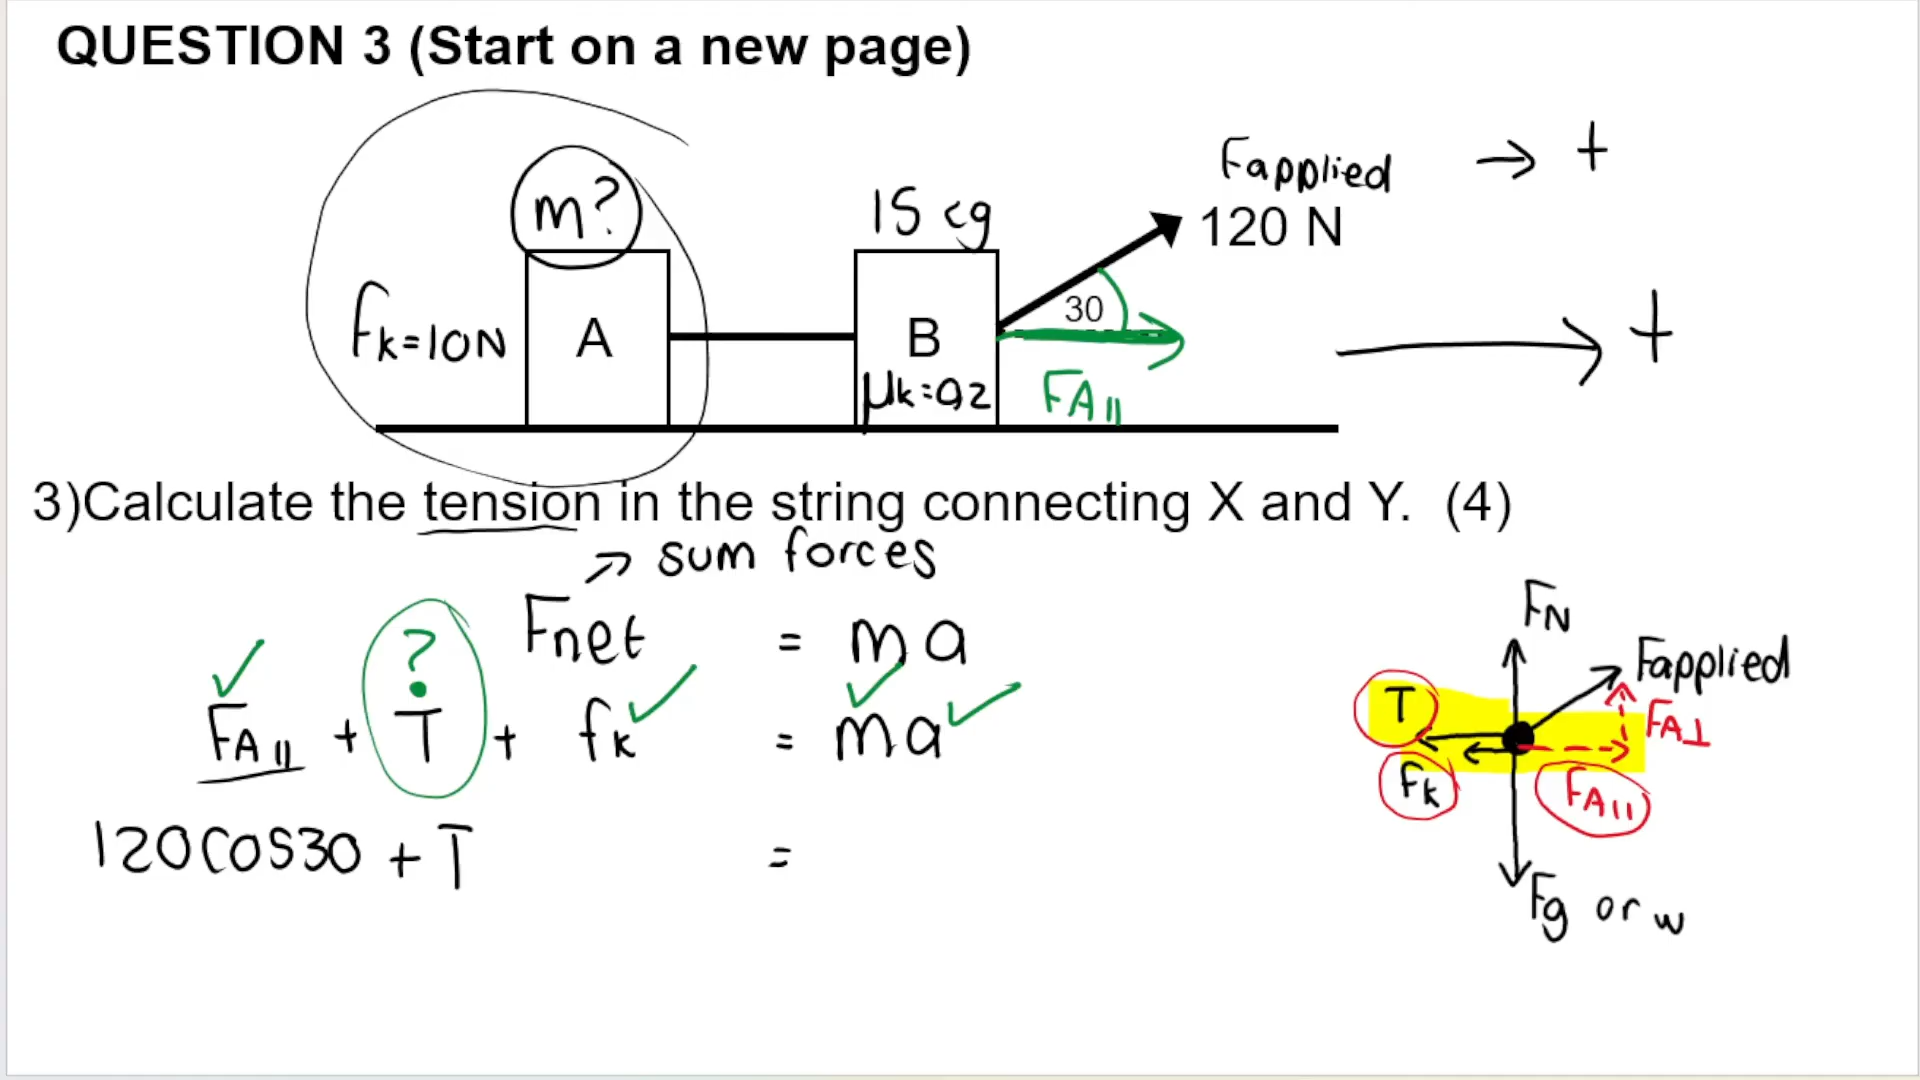 QUESTION 3 (Start on a new page)
Fapplied → +
120 N
m?
15 cg
30
fk=10N
A
B
μk=0,2
FA||
+
3)Calculate the tension in the string connecting X and Y. (4)
↗ sum forces
Fnet = ma
?
FA|| + T + fk = ma
120cos30 + T =
FN
Fapplied
T
FA⊥
fk
FA||
Fg or w